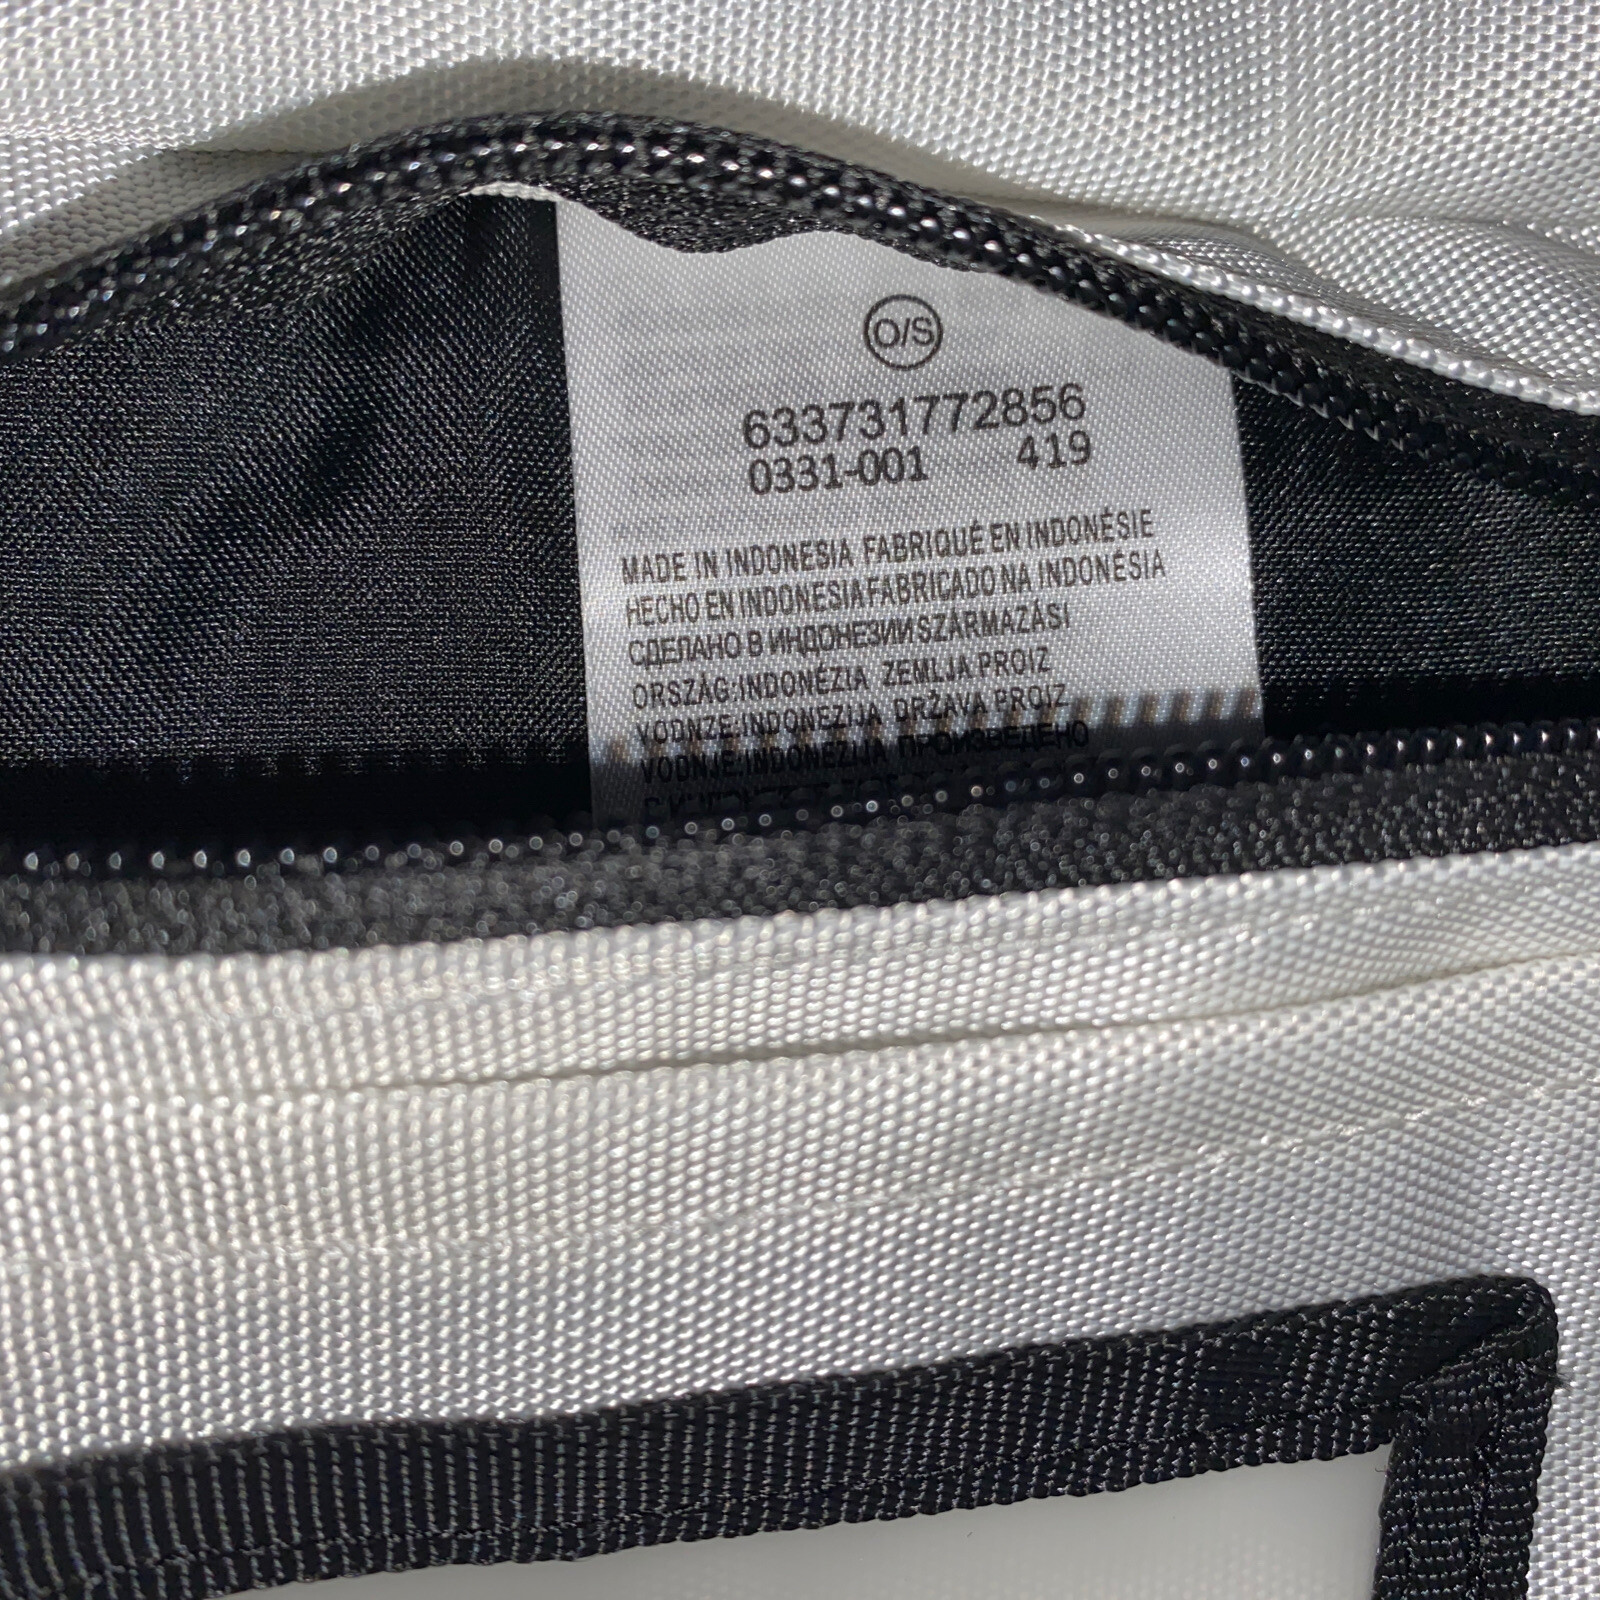 O/S
633731772856
0331-001 419
MADE IN INDONESIA FABRIQUÉ EN INDONÉSIE
HECHO EN INDONESIA FABRICADO NA INDONÉSIA
СДЕЛАНО В ИНДОНЕЗИИ SZÁRMAZÁSI
ORSZÁG:INDONÉZIA ZEMLJA PROIZ
VODNZE:INDONEZIJA DRŽAVA PROIZ
VODNJE:INDONEZIJA ПРОИЗВЕДЕНО